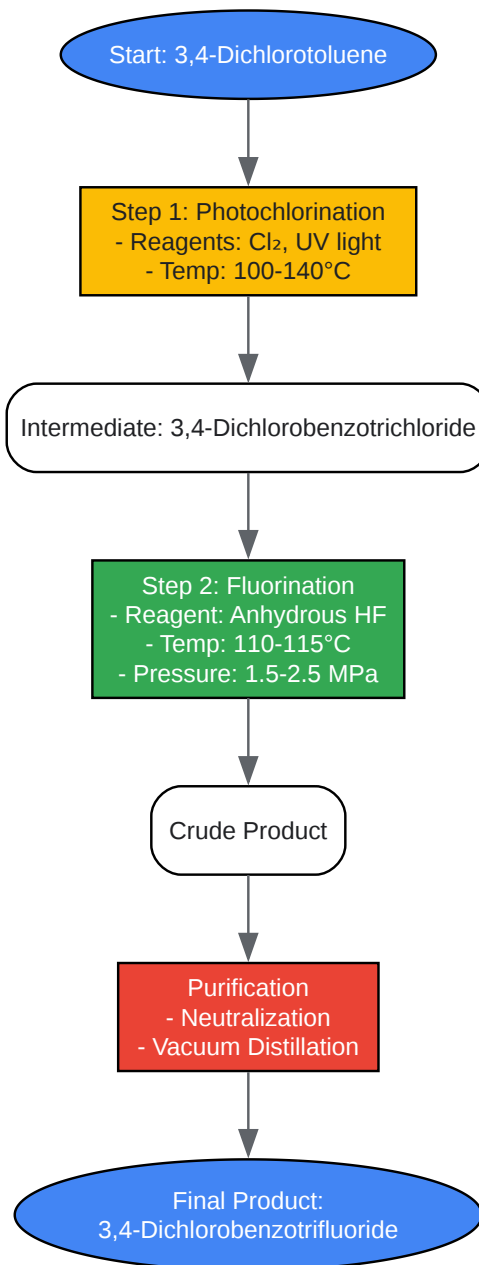 Start: 3,4-Dichlorotoluene
Step 1: Photochlorination
- Reagents: Cl₂, UV light
- Temp: 100-140°C
Intermediate: 3,4-Dichlorobenzotrichloride
Step 2: Fluorination
- Reagent: Anhydrous HF
- Temp: 110-115°C
- Pressure: 1.5-2.5 MPa
Crude Product
Purification
- Neutralization
- Vacuum Distillation
Final Product:
3,4-Dichlorobenzotrifluoride